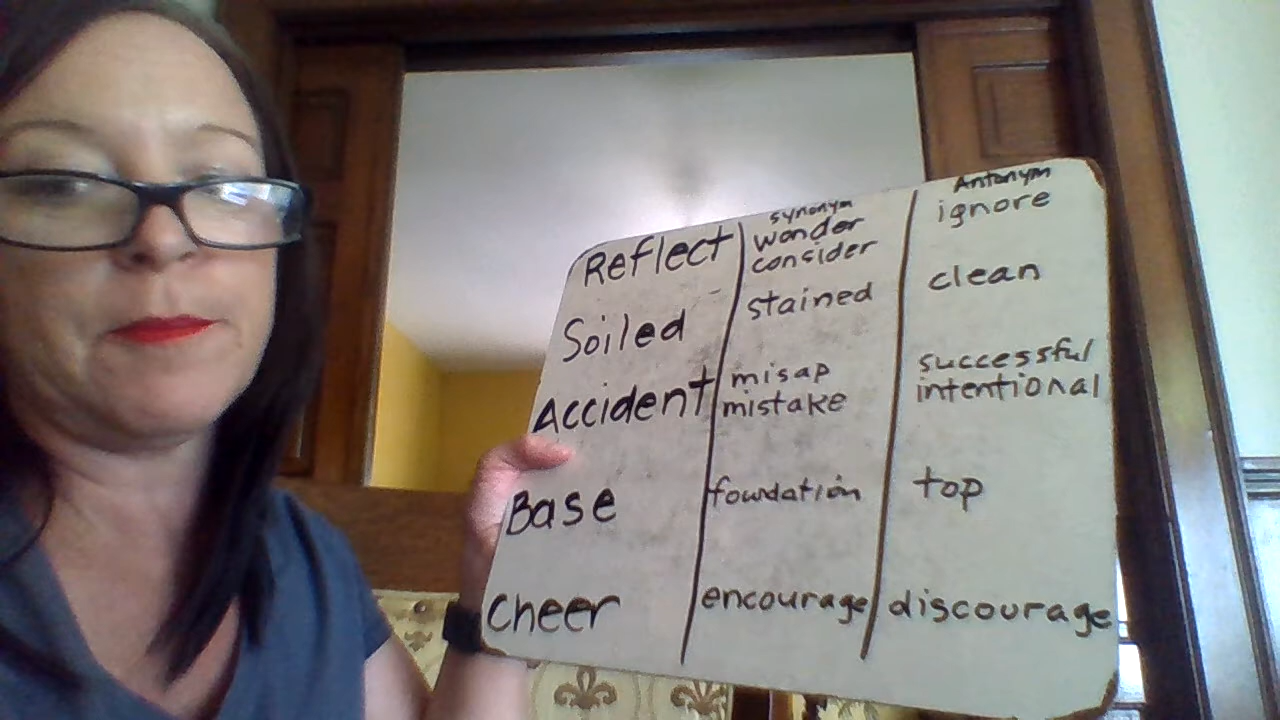 synonym Antonym
Reflect wonder ignore
consider
Soiled stained clean
Accident misap successful
mistake intentional
Base foundation top
Cheer encourage discourage